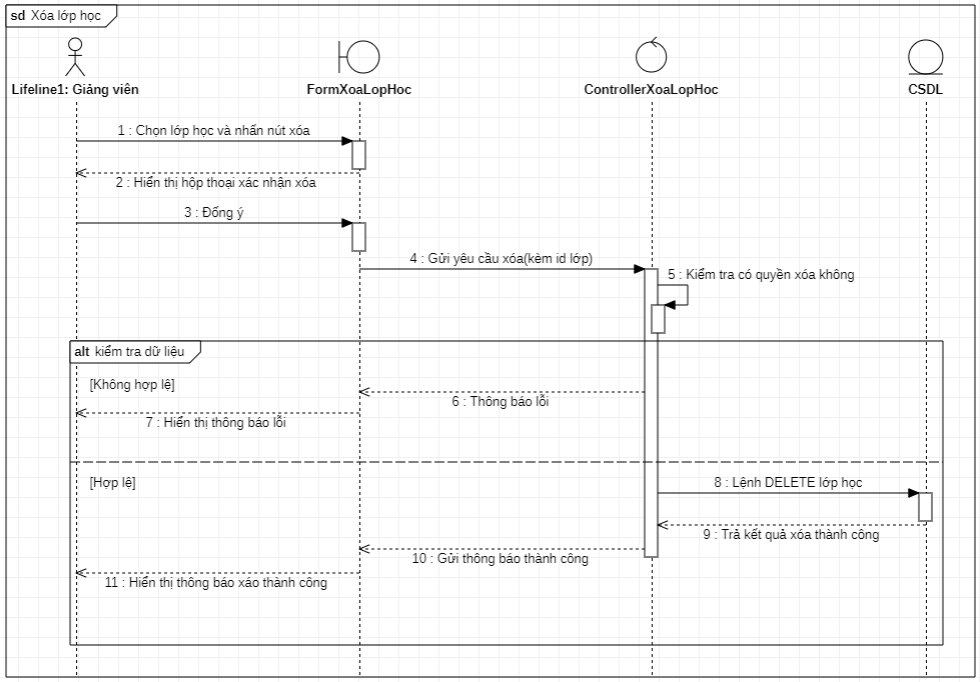 sd Xóa lớp học
Lifeline1: Giảng viên
FormXoaLopHoc
ControllerXoaLopHoc
CSDL
1 : Chọn lớp học và nhấn nút xóa
2 : Hiển thị hộp thoại xác nhận xóa
3 : Đống ý
4 : Gửi yêu cầu xóa(kèm id lớp)
5 : Kiểm tra có quyền xóa không
alt kiểm tra dữ liệu
[Không hợp lệ]
6 : Thông báo lỗi
7 : Hiển thị thông báo lỗi
[Hợp lệ]
8 : Lệnh DELETE lớp học
9 : Trả kết quả xóa thành công
10 : Gửi thông báo thành công
11 : Hiển thị thông báo xáo thành công